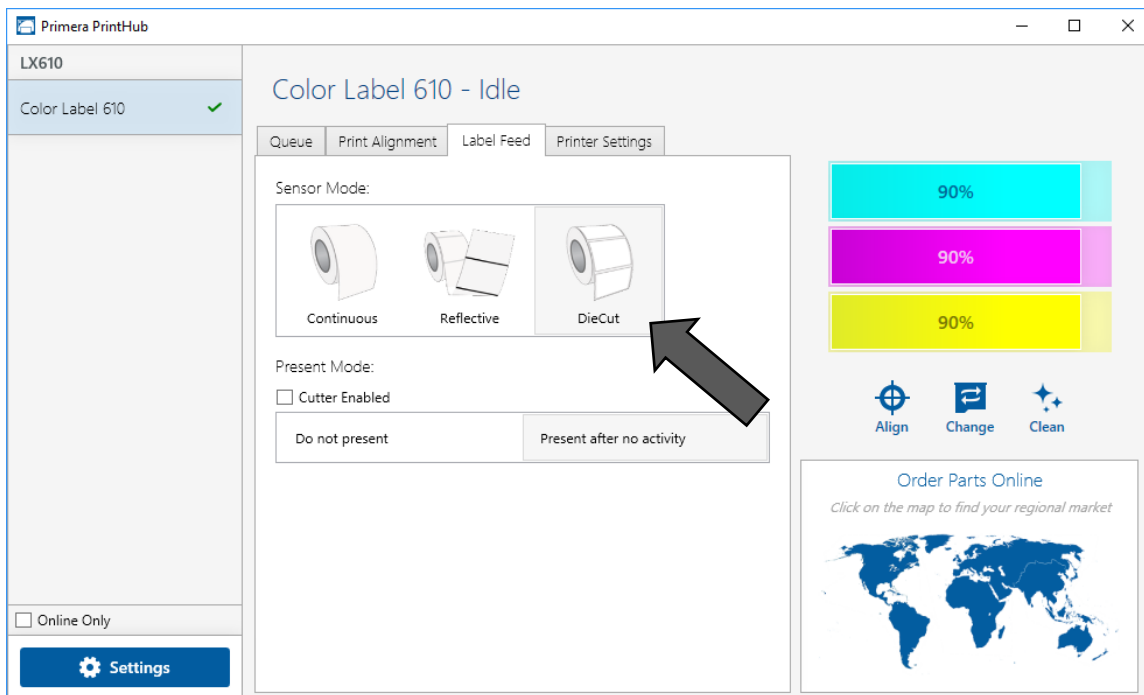 Primera PrintHub
LX610
Color Label 610
Color Label 610 - Idle
Queue Print Alignment Label Feed Printer Settings
Sensor Mode:
Continuous Reflective DieCut
Present Mode:
Cutter Enabled
Do not present Present after no activity
90%
90%
90%
Align Change Clean
Order Parts Online
Click on the map to find your regional market
Online Only
Settings